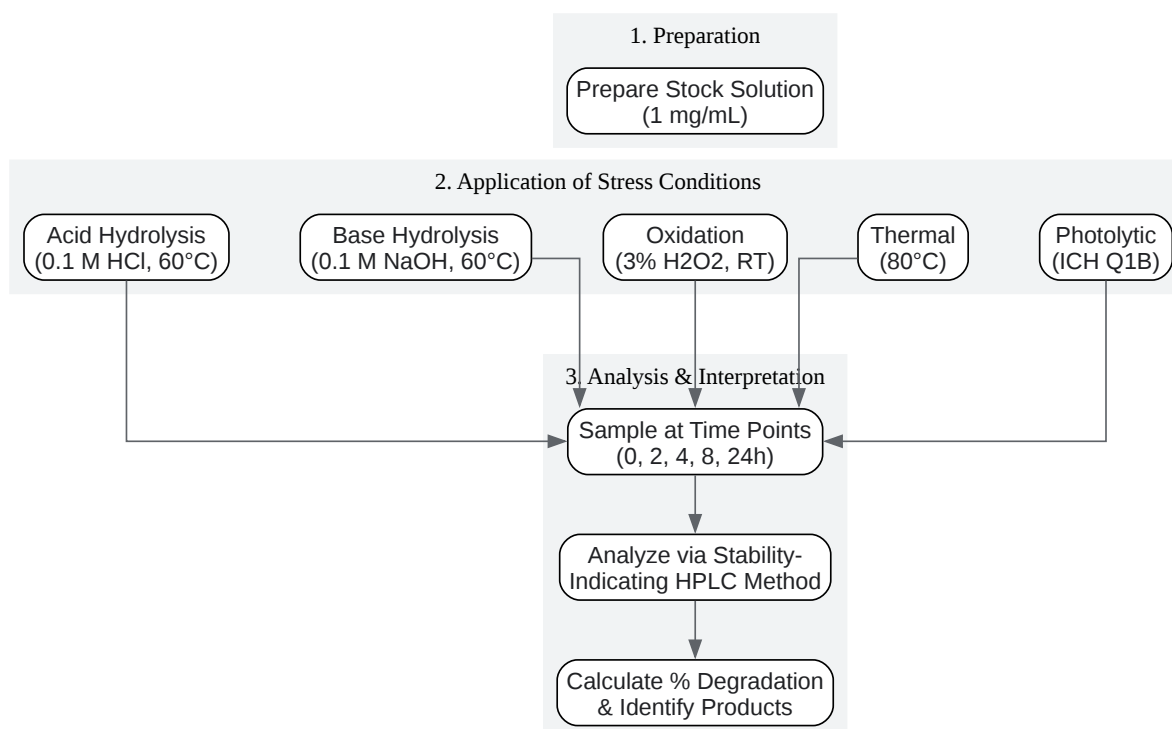 1. Preparation
Prepare Stock Solution
(1 mg/mL)
2. Application of Stress Conditions
Acid Hydrolysis
(0.1 M HCl, 60°C)
Base Hydrolysis
(0.1 M NaOH, 60°C)
Oxidation
(3% H2O2, RT)
Thermal
(80°C)
Photolytic
(ICH Q1B)
3. Analysis & Interpretation
Sample at Time Points
(0, 2, 4, 8, 24h)
Analyze via Stability-
Indicating HPLC Method
Calculate % Degradation
& Identify Products